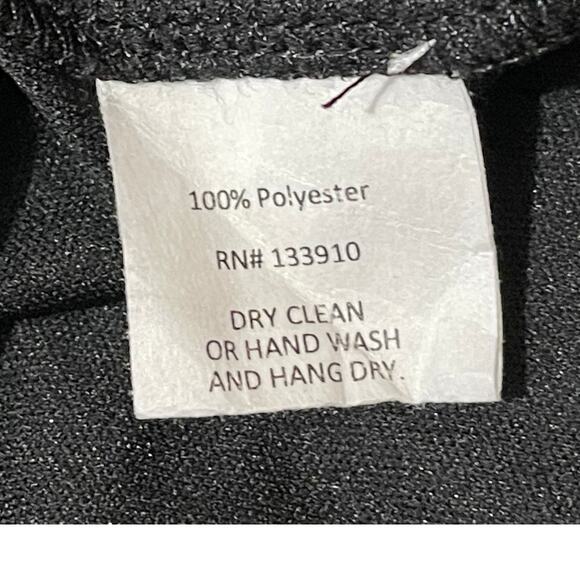 100% Polyester
RN# 133910
DRY CLEAN
OR HAND WASH
AND HANG DRY.